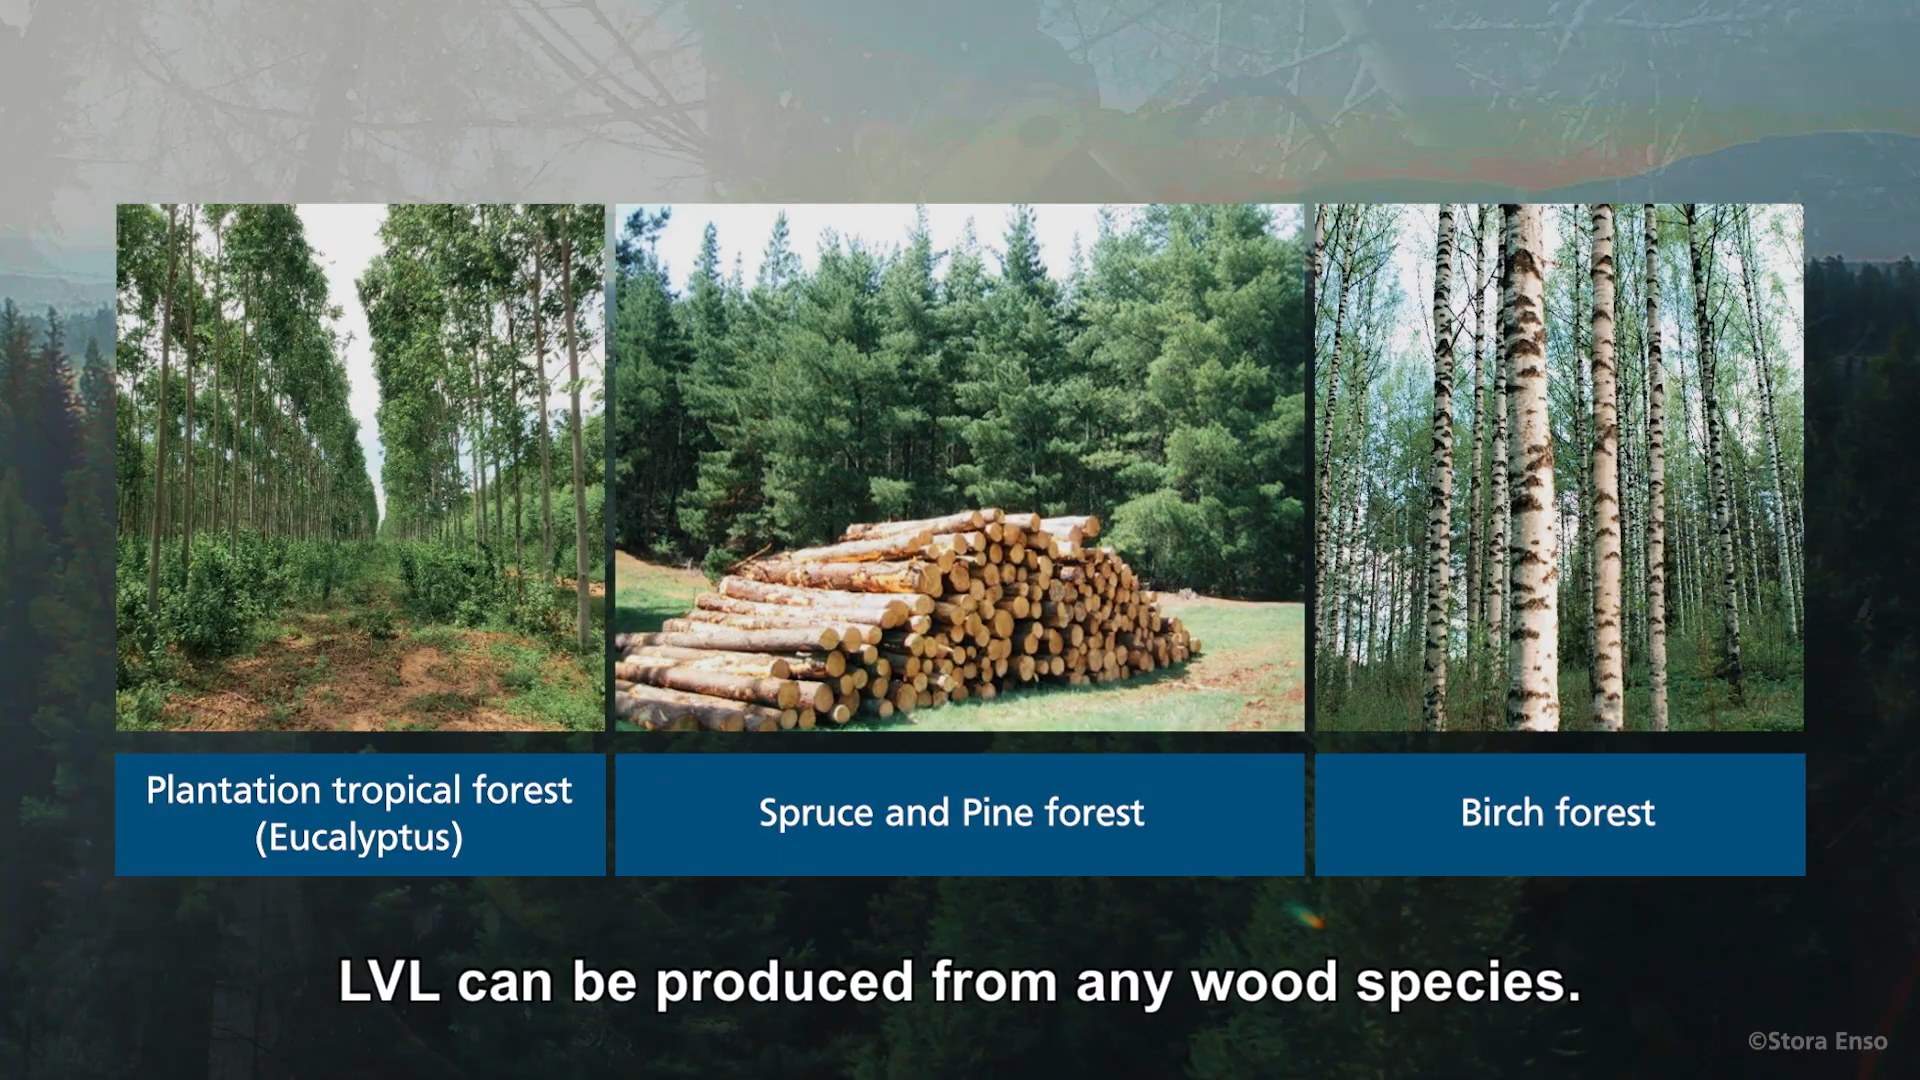 Plantation tropical forest
(Eucalyptus)
Spruce and Pine forest
Birch forest
LVL can be produced from any wood species.
©Stora Enso